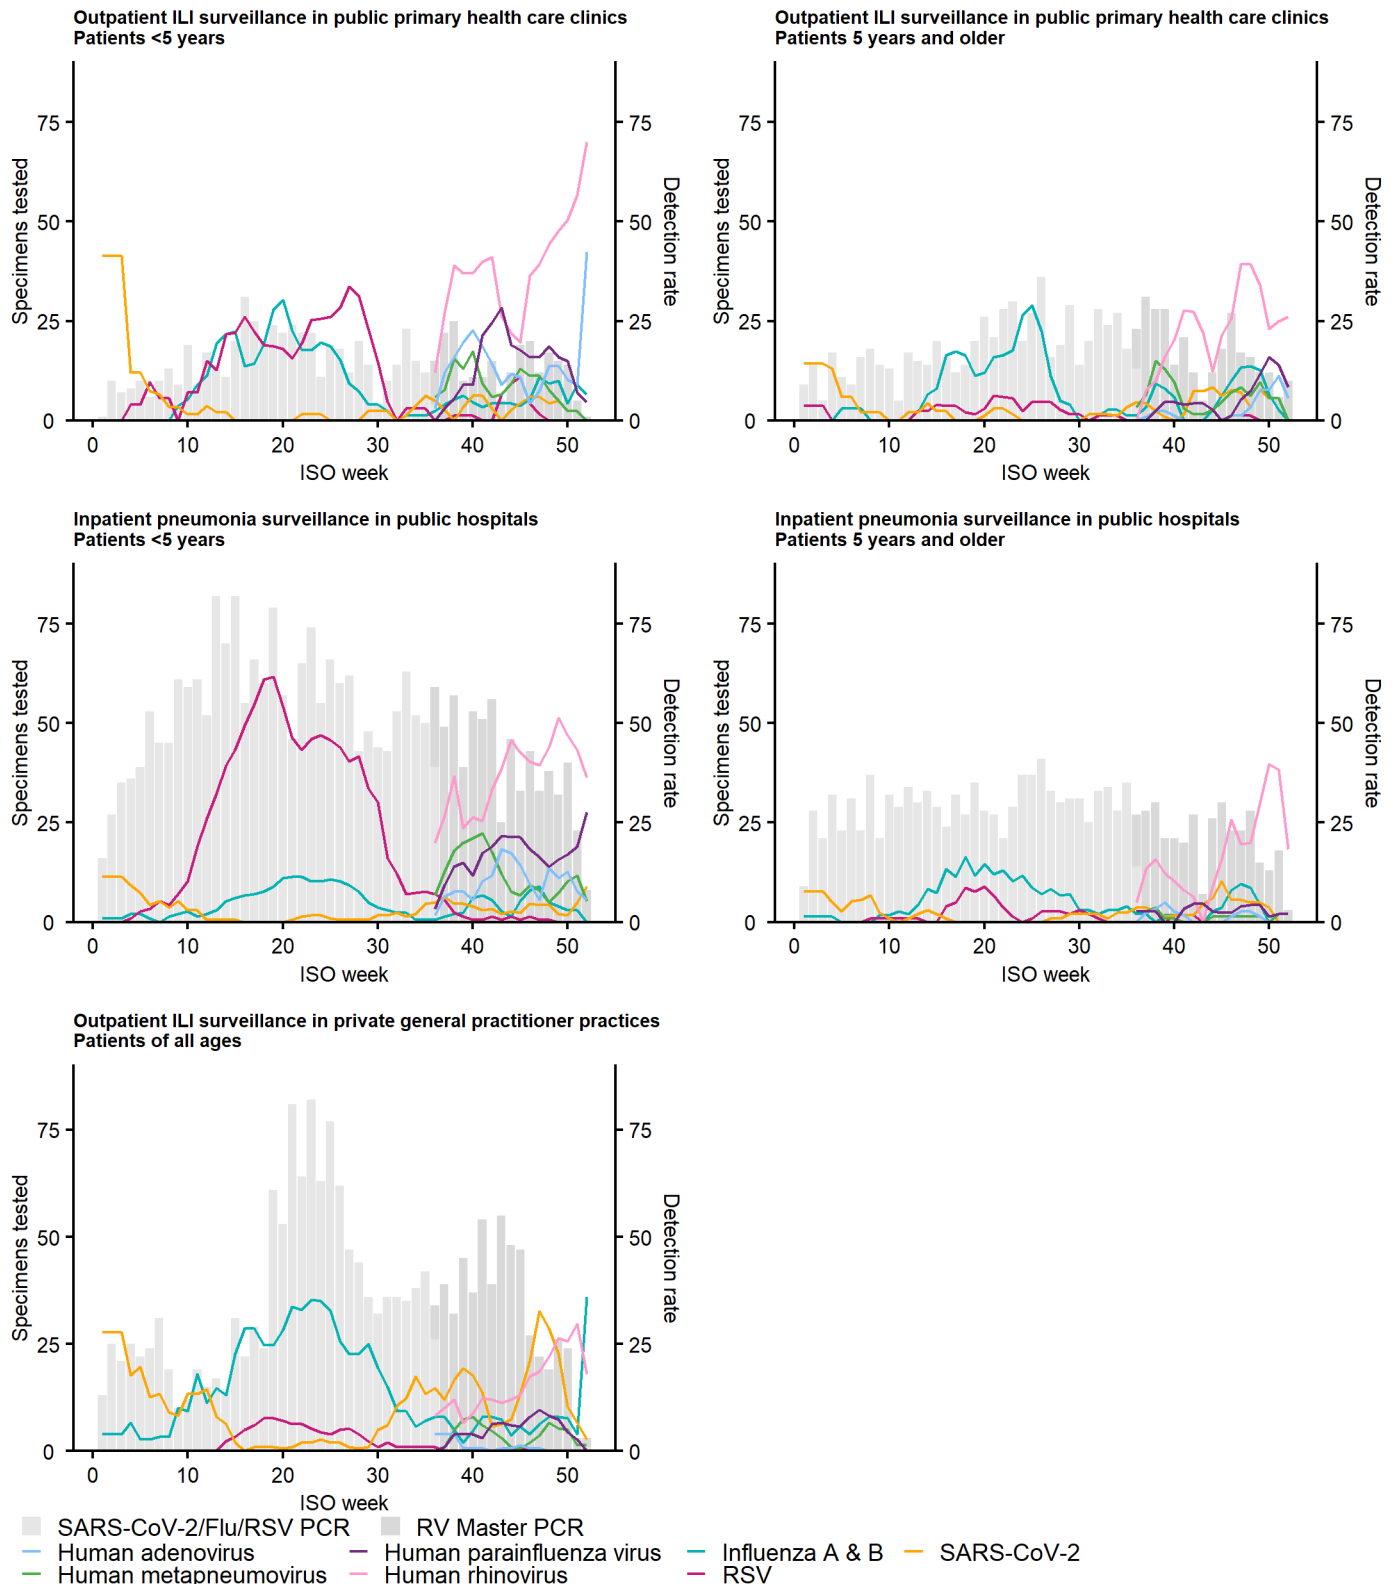 Outpatient ILI surveillance in public primary health care clinics
Patients <5 years
75
50
25
0
75
50
25
0
Specimens tested
Detection rate
0 10 20 30 40 50
ISO week
Outpatient ILI surveillance in public primary health care clinics
Patients 5 years and older
75
50
25
0
75
50
25
0
Specimens tested
Detection rate
0 10 20 30 40 50
ISO week
Inpatient pneumonia surveillance in public hospitals
Patients <5 years
75
50
25
0
75
50
25
0
Specimens tested
Detection rate
0 10 20 30 40 50
ISO week
Inpatient pneumonia surveillance in public hospitals
Patients 5 years and older
75
50
25
0
75
50
25
0
Specimens tested
Detection rate
0 10 20 30 40 50
ISO week
Outpatient ILI surveillance in private general practitioner practices
Patients of all ages
75
50
25
0
75
50
25
0
Specimens tested
Detection rate
0 10 20 30 40 50
ISO week
SARS-CoV-2/Flu/RSV PCR RV Master PCR
Human adenovirus Human parainfluenza virus Influenza A & B SARS-CoV-2
Human metapneumovirus Human rhinovirus RSV